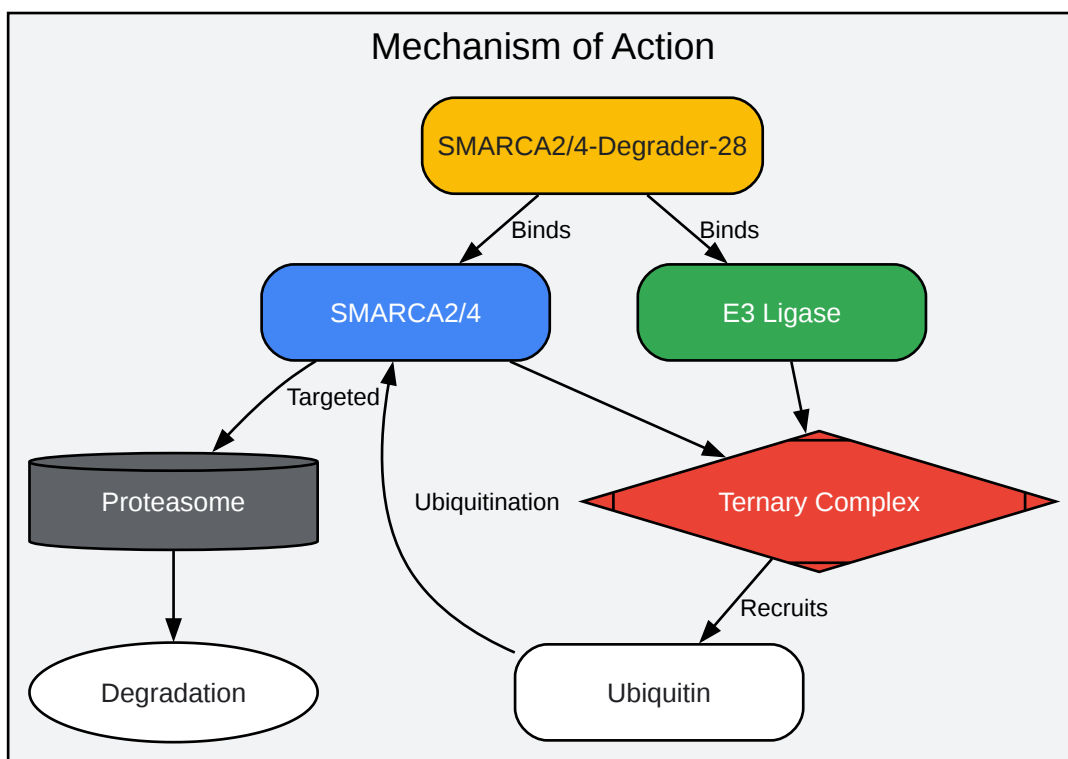 Mechanism of Action
SMARCA2/4-Degrader-28
Binds
Binds
SMARCA2/4
E3 Ligase
Targeted
Proteasome
Ubiquitination
Ternary Complex
Recruits
Degradation
Ubiquitin